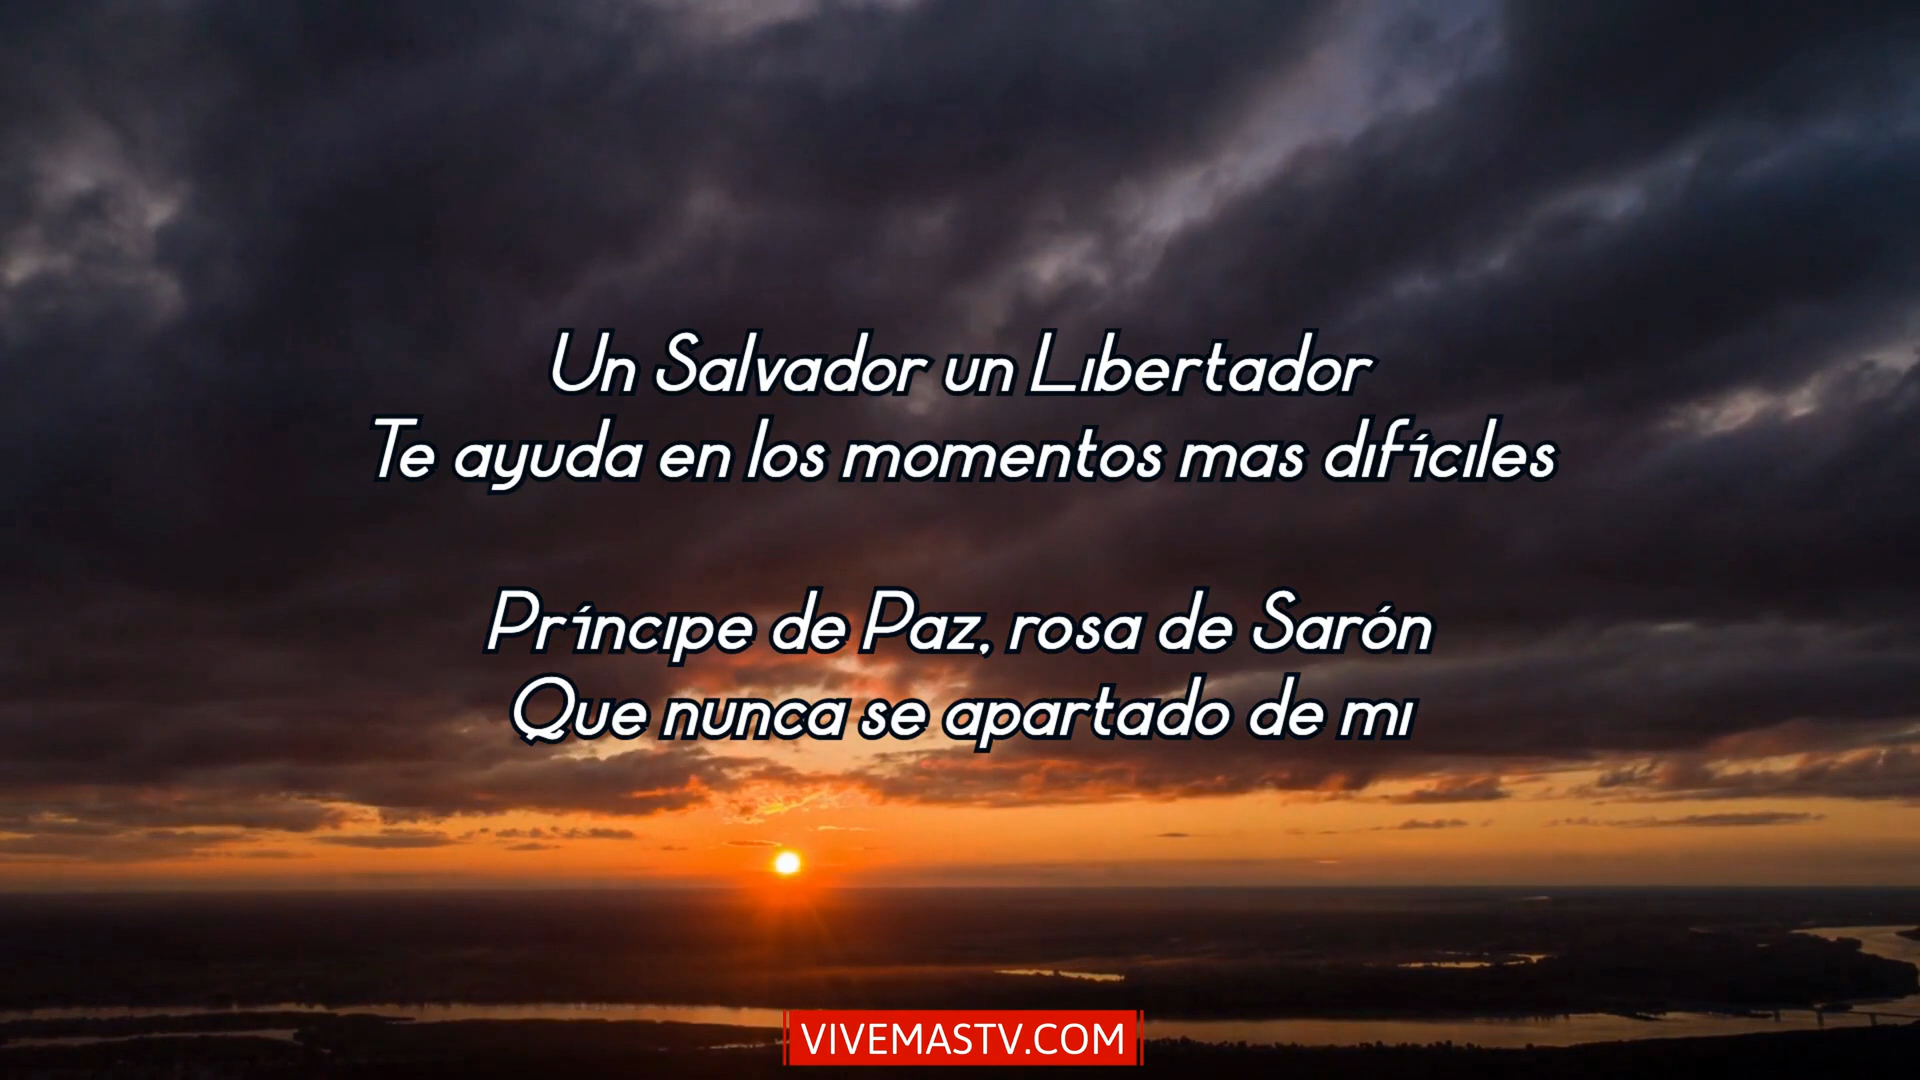 Un Salvador un Libertador
Te ayuda en los momentos mas difíciles
Príncipe de Paz, rosa de Sarón
Que nunca se apartado de mi
VIVEMASTV.COM